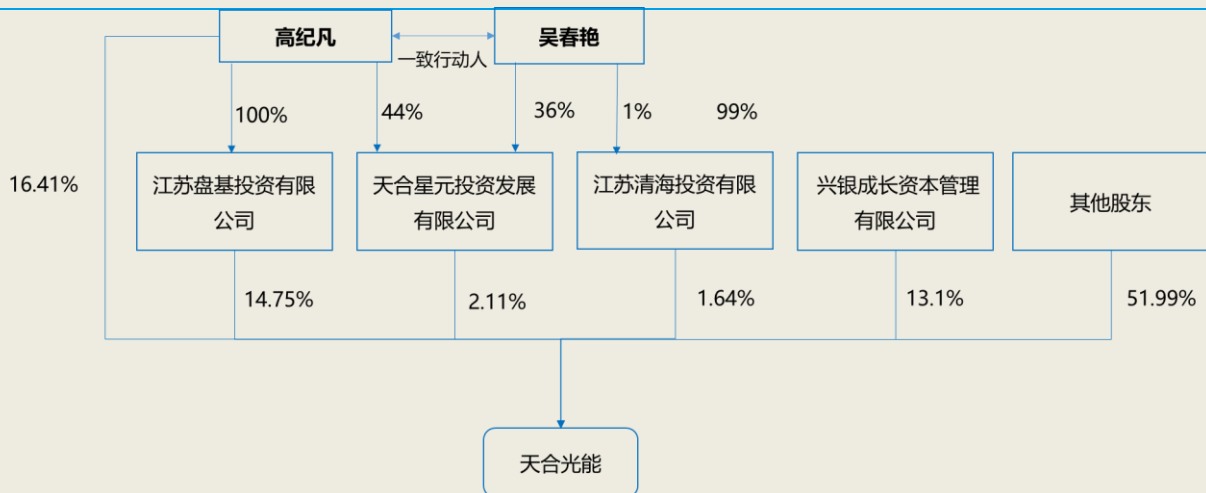 高纪凡
吴春艳
一致行动人
100%
44%
36%
1%
99%
16.41%
江苏盘基投资有限
公司
天合星元投资发展
有限公司
江苏清海投资有限
公司
兴银成长资本管理
有限公司
其他股东
14.75%
2.11%
1.64%
13.1%
51.99%
天合光能